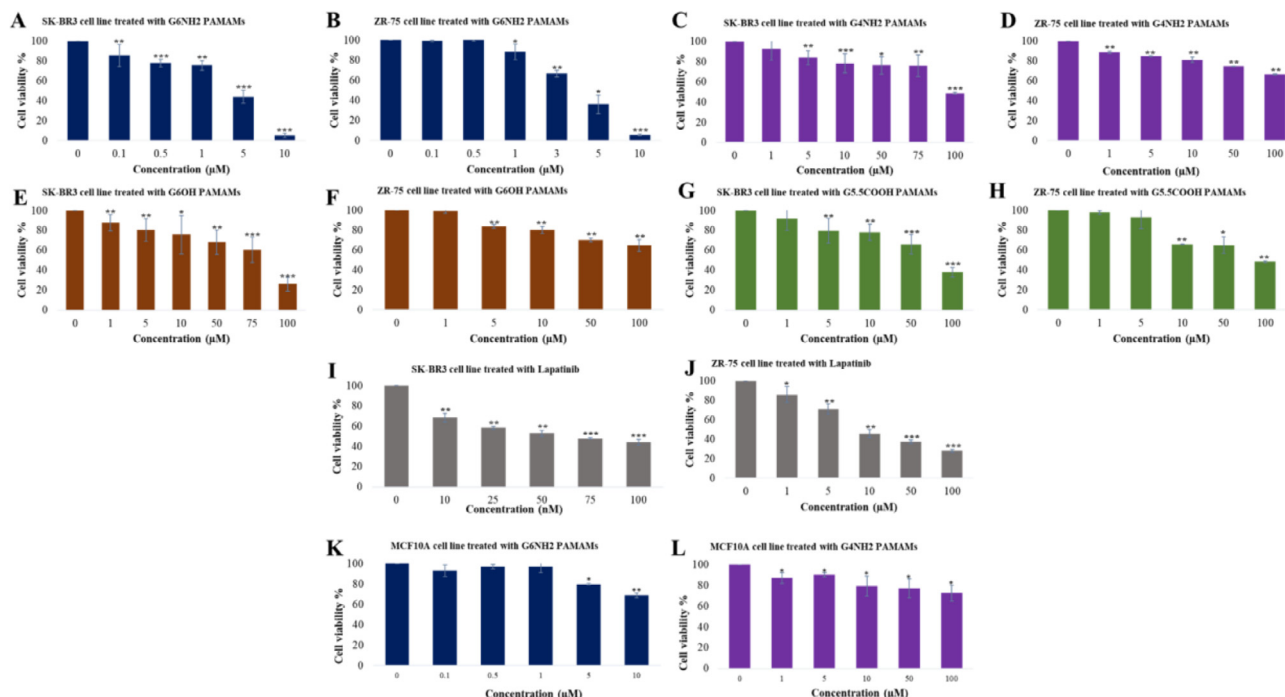 A
SK-BR3 cell line treated with G6NH2 PAMAMs
Cell viability %
100
80
60
40
20
0
** *** ** *** ***
0 0.1 0.5 1 5 10
Concentration (µM)
B
ZR-75 cell line treated with G6NH2 PAMAMs
Cell viability %
100
80
60
40
20
0
* ** * ***
0 0.1 0.5 1 3 5 10
Concentration (µM)
C
SK-BR3 cell line treated with G4NH2 PAMAMs
Cell viability %
100
80
60
40
20
0
** *** * ** ***
0 1 5 10 50 75 100
Concentration (µM)
D
ZR-75 cell line treated with G4NH2 PAMAMs
Cell viability %
100
80
60
40
20
0
** ** ** ** **
0 1 5 10 50 100
Concentration (µM)
E
SK-BR3 cell line treated with G6OH PAMAMs
Cell viability %
100
80
60
40
20
0
** ** * ** *** ***
0 1 5 10 50 75 100
Concentration (µM)
F
ZR-75 cell line treated with G6OH PAMAMs
Cell viability %
100
80
60
40
20
0
** ** ** **
0 1 5 10 50 100
Concentration (µM)
G
SK-BR3 cell line treated with G5.5COOH PAMAMs
Cell viability %
100
80
60
40
20
0
** ** *** ***
0 1 5 10 50 100
Concentration (µM)
H
ZR-75 cell line treated with G5.5COOH PAMAMs
Cell viability %
100
80
60
40
20
0
** * **
0 1 5 10 50 100
Concentration (µM)
I
SK-BR3 cell line treated with Lapatinib
Cell viability %
100
80
60
40
20
0
** ** ** *** ***
0 10 25 50 75 100
Concentration (nM)
J
ZR-75 cell line treated with Lapatinib
Cell viability %
100
80
60
40
20
0
* ** ** *** ***
0 1 5 10 50 100
Concentration (µM)
K
MCF10A cell line treated with G6NH2 PAMAMs
Cell viability %
100
80
60
40
20
0
* **
0 0.1 0.5 1 5 10
Concentration (µM)
L
MCF10A cell line treated with G4NH2 PAMAMs
Cell viability %
100
80
60
40
20
0
* * * * *
0 1 5 10 50 100
Concentration (µM)